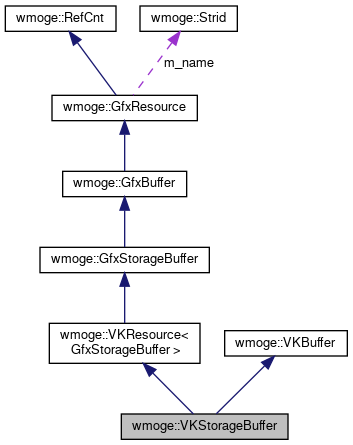 wmoge::RefCnt
wmoge::Strid
m_name
wmoge::GfxResource
wmoge::GfxBuffer
wmoge::GfxStorageBuffer
wmoge::VKResource<
GfxStorageBuffer >
wmoge::VKBuffer
wmoge::VKStorageBuffer